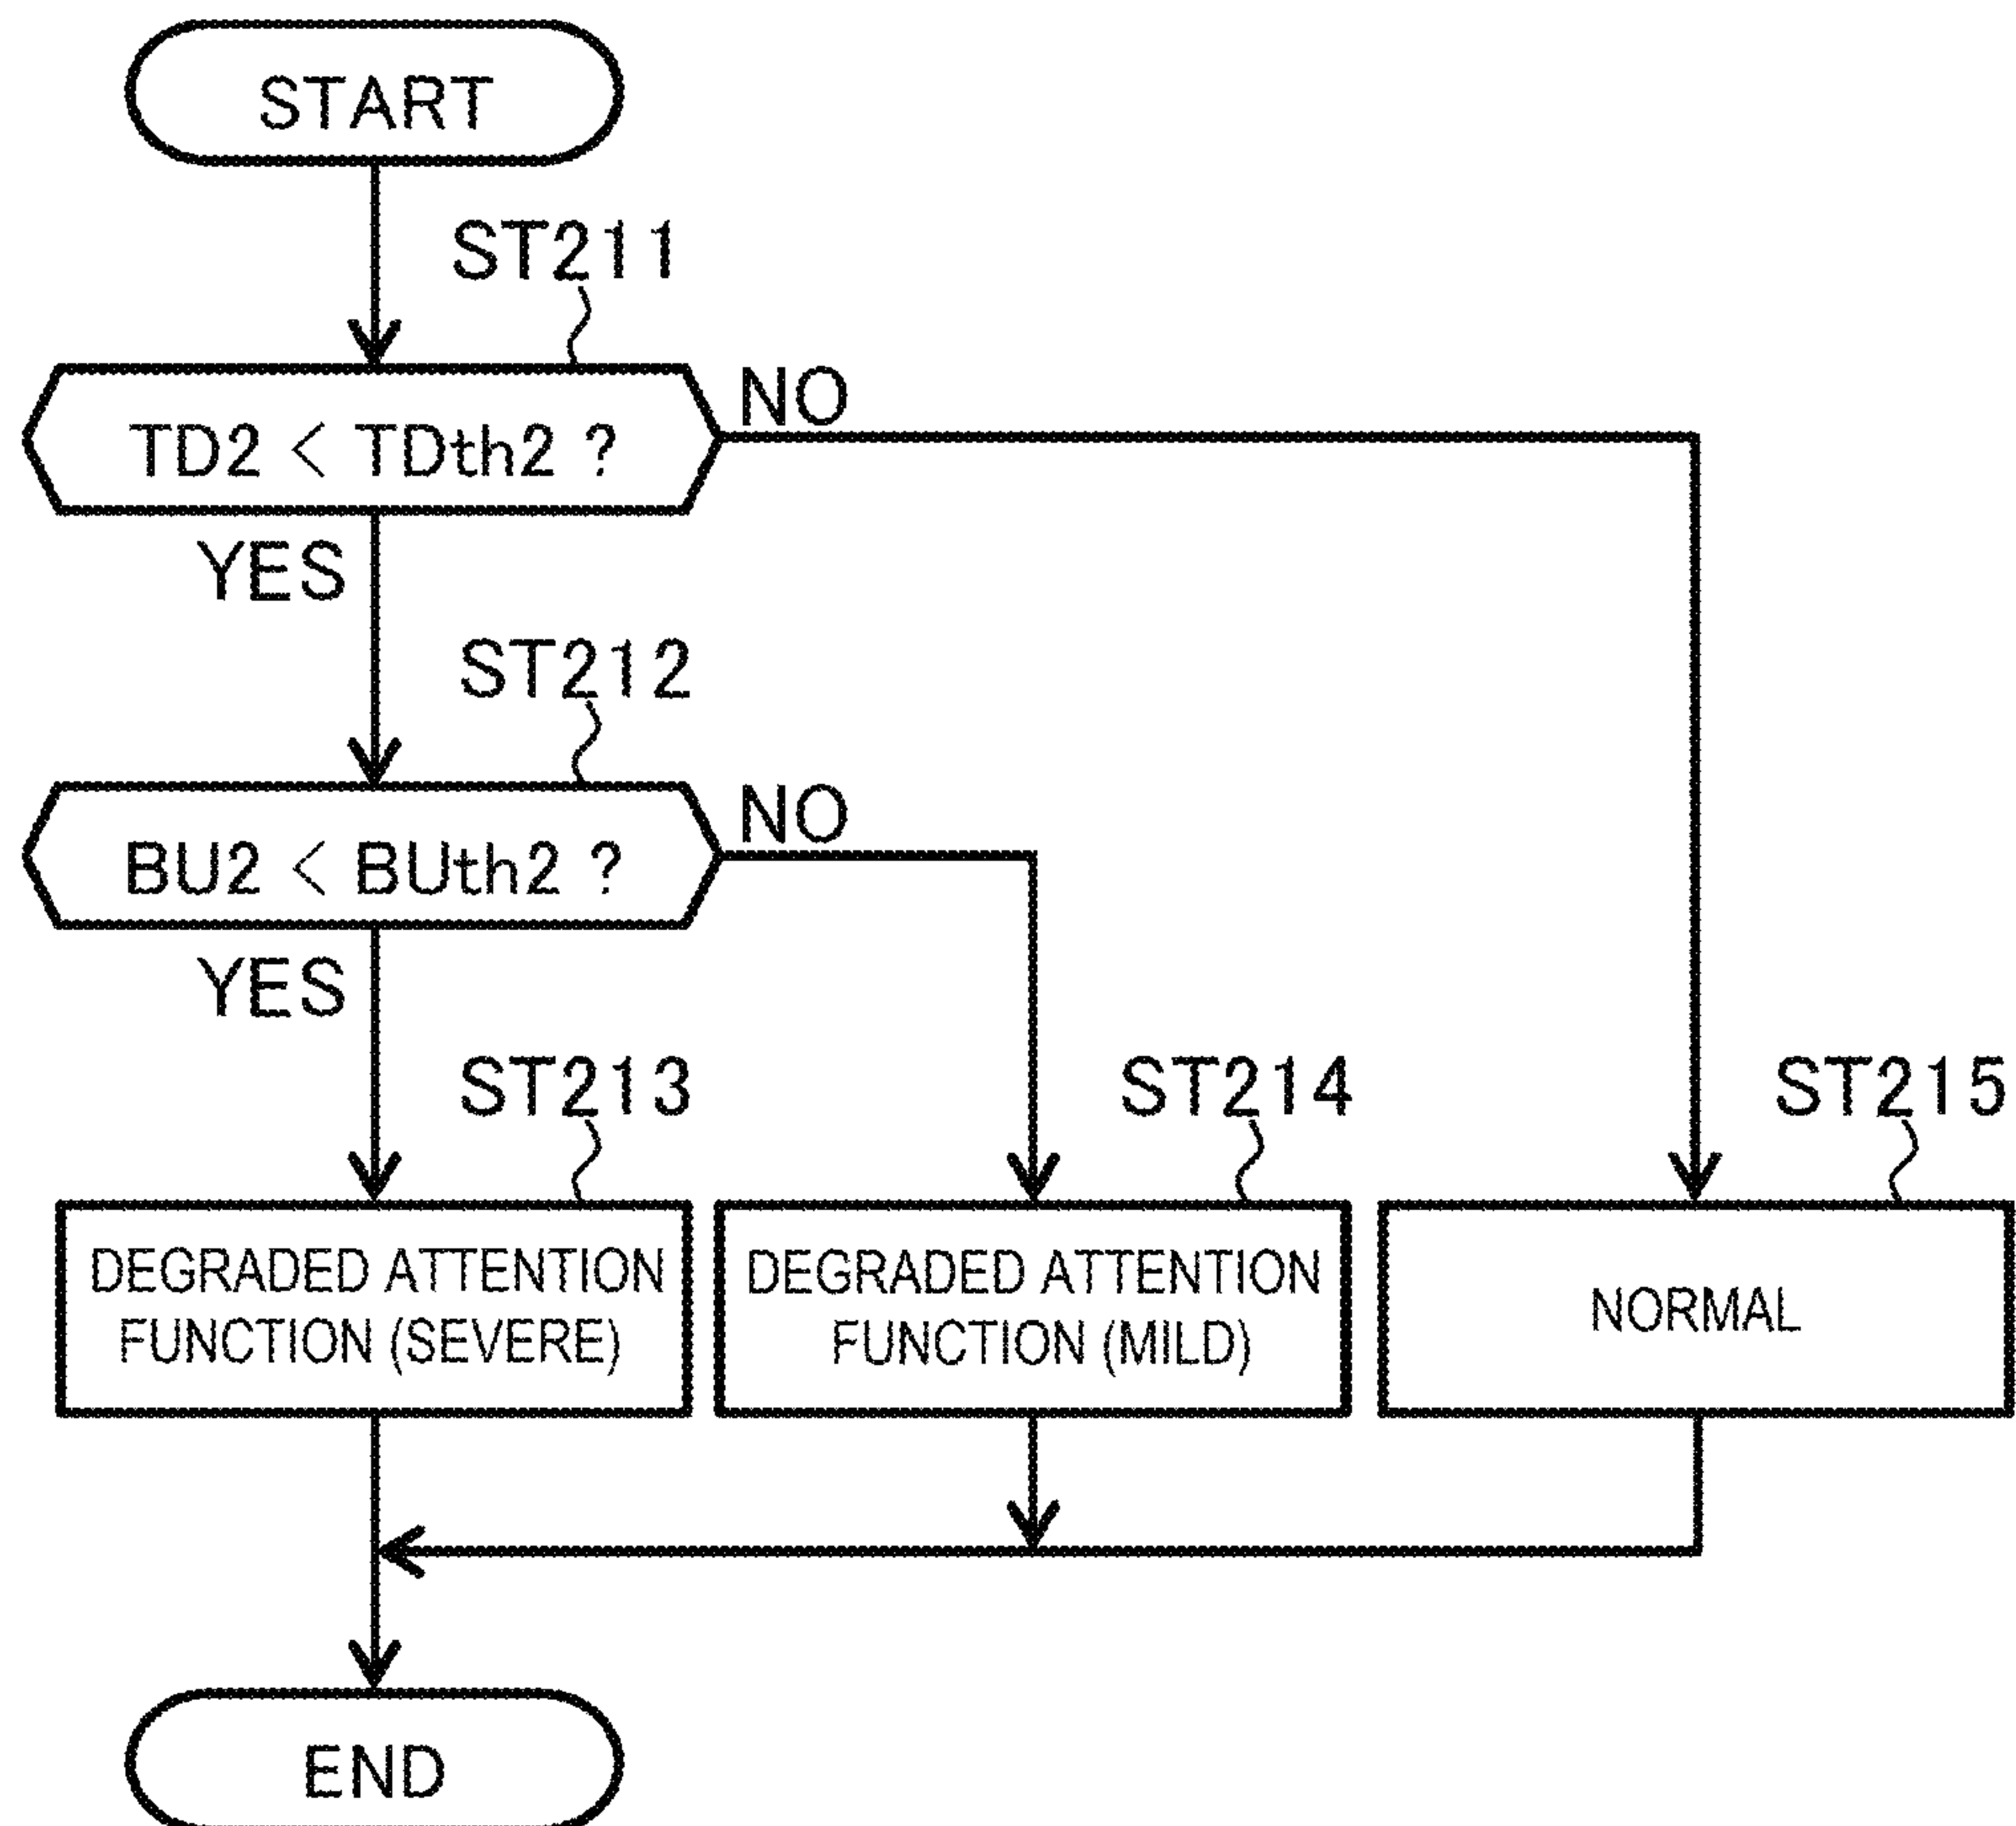 START
ST211
TD2 < TDth2 ?
NO
YES
ST212
BU2 < BUth2 ?
NO
YES
ST213
ST214
ST215
DEGRADED ATTENTION
FUNCTION (SEVERE)
DEGRADED ATTENTION
FUNCTION (MILD)
NORMAL
END